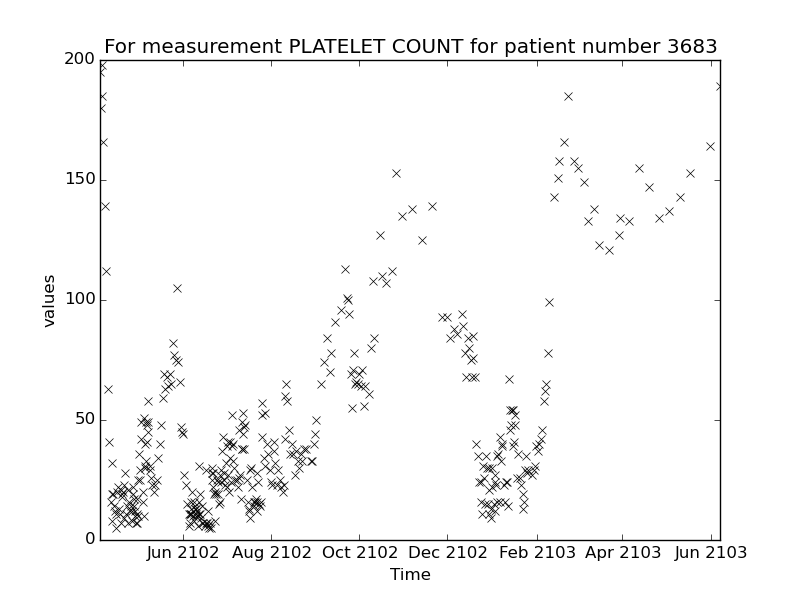 For measurement PLATELET COUNT for patient number 3683
200
150
100
50
0
values
Jun 2102
Aug 2102
Oct 2102
Dec 2102
Feb 2103
Apr 2103
Jun 2103
Time